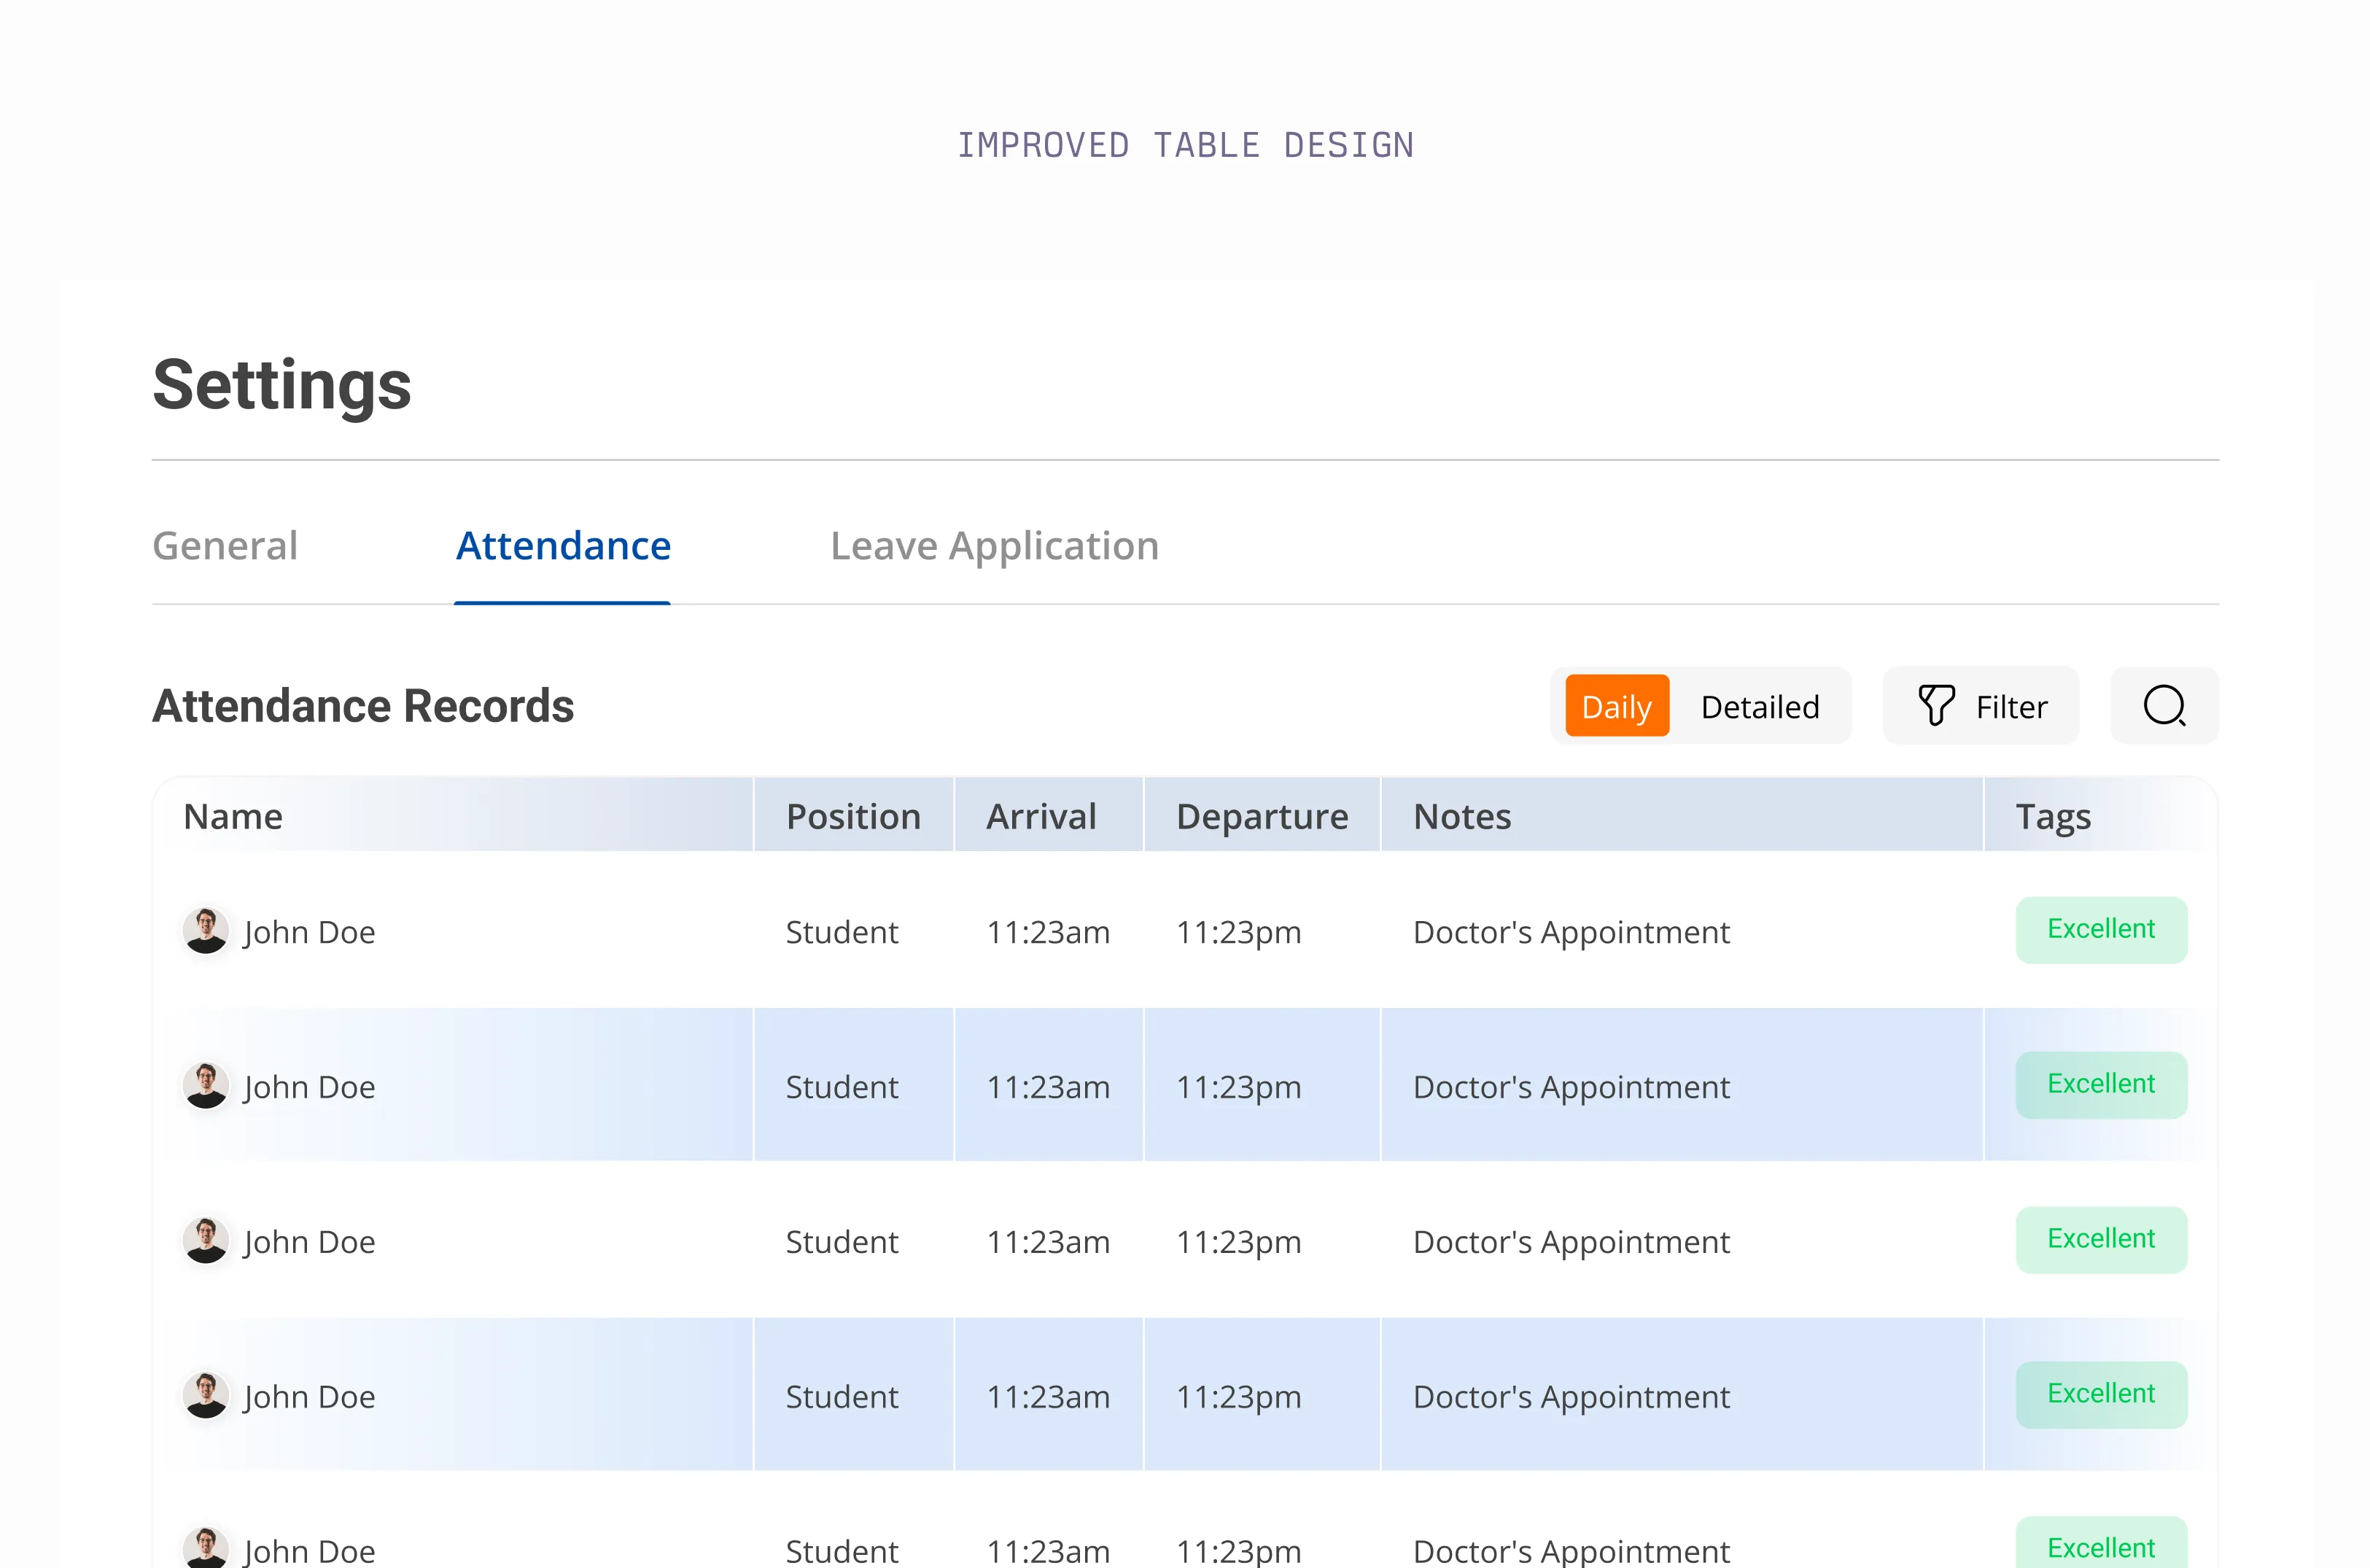 IMPROVED TABLE DESIGN
Settings
General Attendance Leave Application
Attendance Records Daily Detailed Filter
Name Position Arrival Departure Notes Tags
John Doe Student 11:23am 11:23pm Doctor's Appointment Excellent
John Doe Student 11:23am 11:23pm Doctor's Appointment Excellent
John Doe Student 11:23am 11:23pm Doctor's Appointment Excellent
John Doe Student 11:23am 11:23pm Doctor's Appointment Excellent
John Doe Student 11:23am 11:23pm Doctor's Appointment Excellent